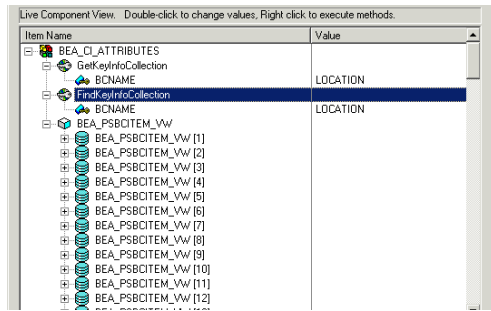 Live Component View. Double-click to change values, Right click to execute methods.
Item Name Value
BEA_CI_ATTRIBUTES
GetKeyInfoCollection
BCNAME LOCATION
FindKeyInfoCollection
BCNAME LOCATION
BEA_PSBCITEM_VW
BEA_PSBCITEM_VW [1]
BEA_PSBCITEM_VW [2]
BEA_PSBCITEM_VW [3]
BEA_PSBCITEM_VW [4]
BEA_PSBCITEM_VW [5]
BEA_PSBCITEM_VW [6]
BEA_PSBCITEM_VW [7]
BEA_PSBCITEM_VW [8]
BEA_PSBCITEM_VW [9]
BEA_PSBCITEM_VW [10]
BEA_PSBCITEM_VW [11]
BEA_PSBCITEM_VW [12]